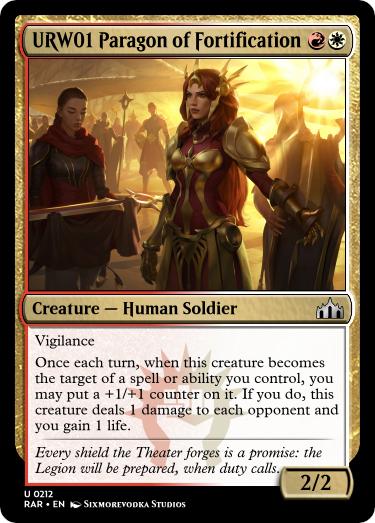 URW01 Paragon of Fortification
Creature — Human Soldier
Vigilance
Once each turn, when this creature becomes
the target of a spell or ability you control, you
may put a +1/+1 counter on it. If you do, this
creature deals 1 damage to each opponent and
you gain 1 life.
Every shield the Theater forges is a promise: the
Legion will be prepared, when duty calls.
2/2
U 0212
RAR • EN SIXMOREVODKA STUDIOS